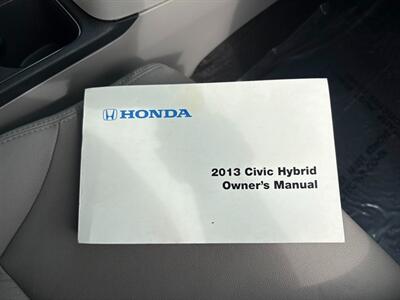 HONDA
2013 Civic Hybrid
Owner's Manual